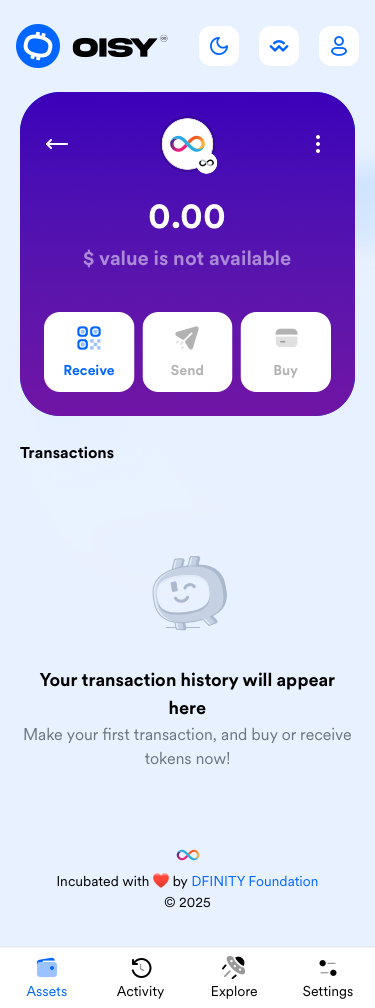 OISY
0.00
$ value is not available
Receive
Send
Buy
Transactions
Your transaction history will appear
here
Make your first transaction, and buy or receive
tokens now!
Incubated with ❤️ by DFINITY Foundation
© 2025
Assets
Activity
Explore
Settings